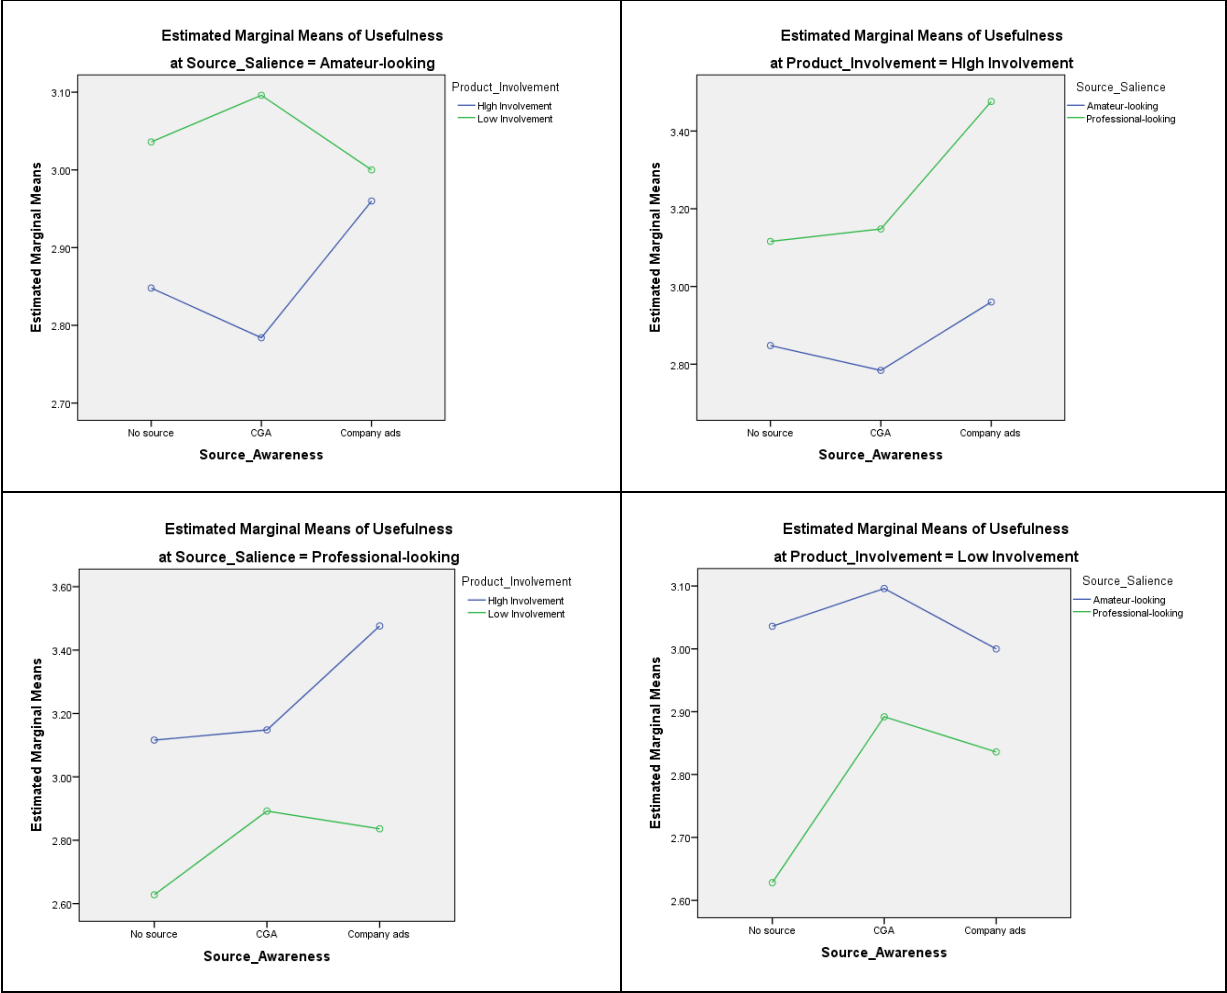 Estimated Marginal Means of Usefulness
at Source_Salience = Amateur-looking
Product_Involvement
HIgh Involvement
Low Involvement
3.10
3.00
2.90
2.80
2.70
Estimated Marginal Means
No source CGA Company ads
Source_Awareness
Estimated Marginal Means of Usefulness
at Product_Involvement = HIgh Involvement
Source_Salience
Amateur-looking
Professional-looking
3.40
3.20
3.00
2.80
Estimated Marginal Means
No source CGA Company ads
Source_Awareness
Estimated Marginal Means of Usefulness
at Source_Salience = Professional-looking
Product_Involvement
HIgh Involvement
Low Involvement
3.60
3.40
3.20
3.00
2.80
2.60
Estimated Marginal Means
No source CGA Company ads
Source_Awareness
Estimated Marginal Means of Usefulness
at Product_Involvement = Low Involvement
Source_Salience
Amateur-looking
Professional-looking
3.10
3.00
2.90
2.80
2.70
2.60
Estimated Marginal Means
No source CGA Company ads
Source_Awareness